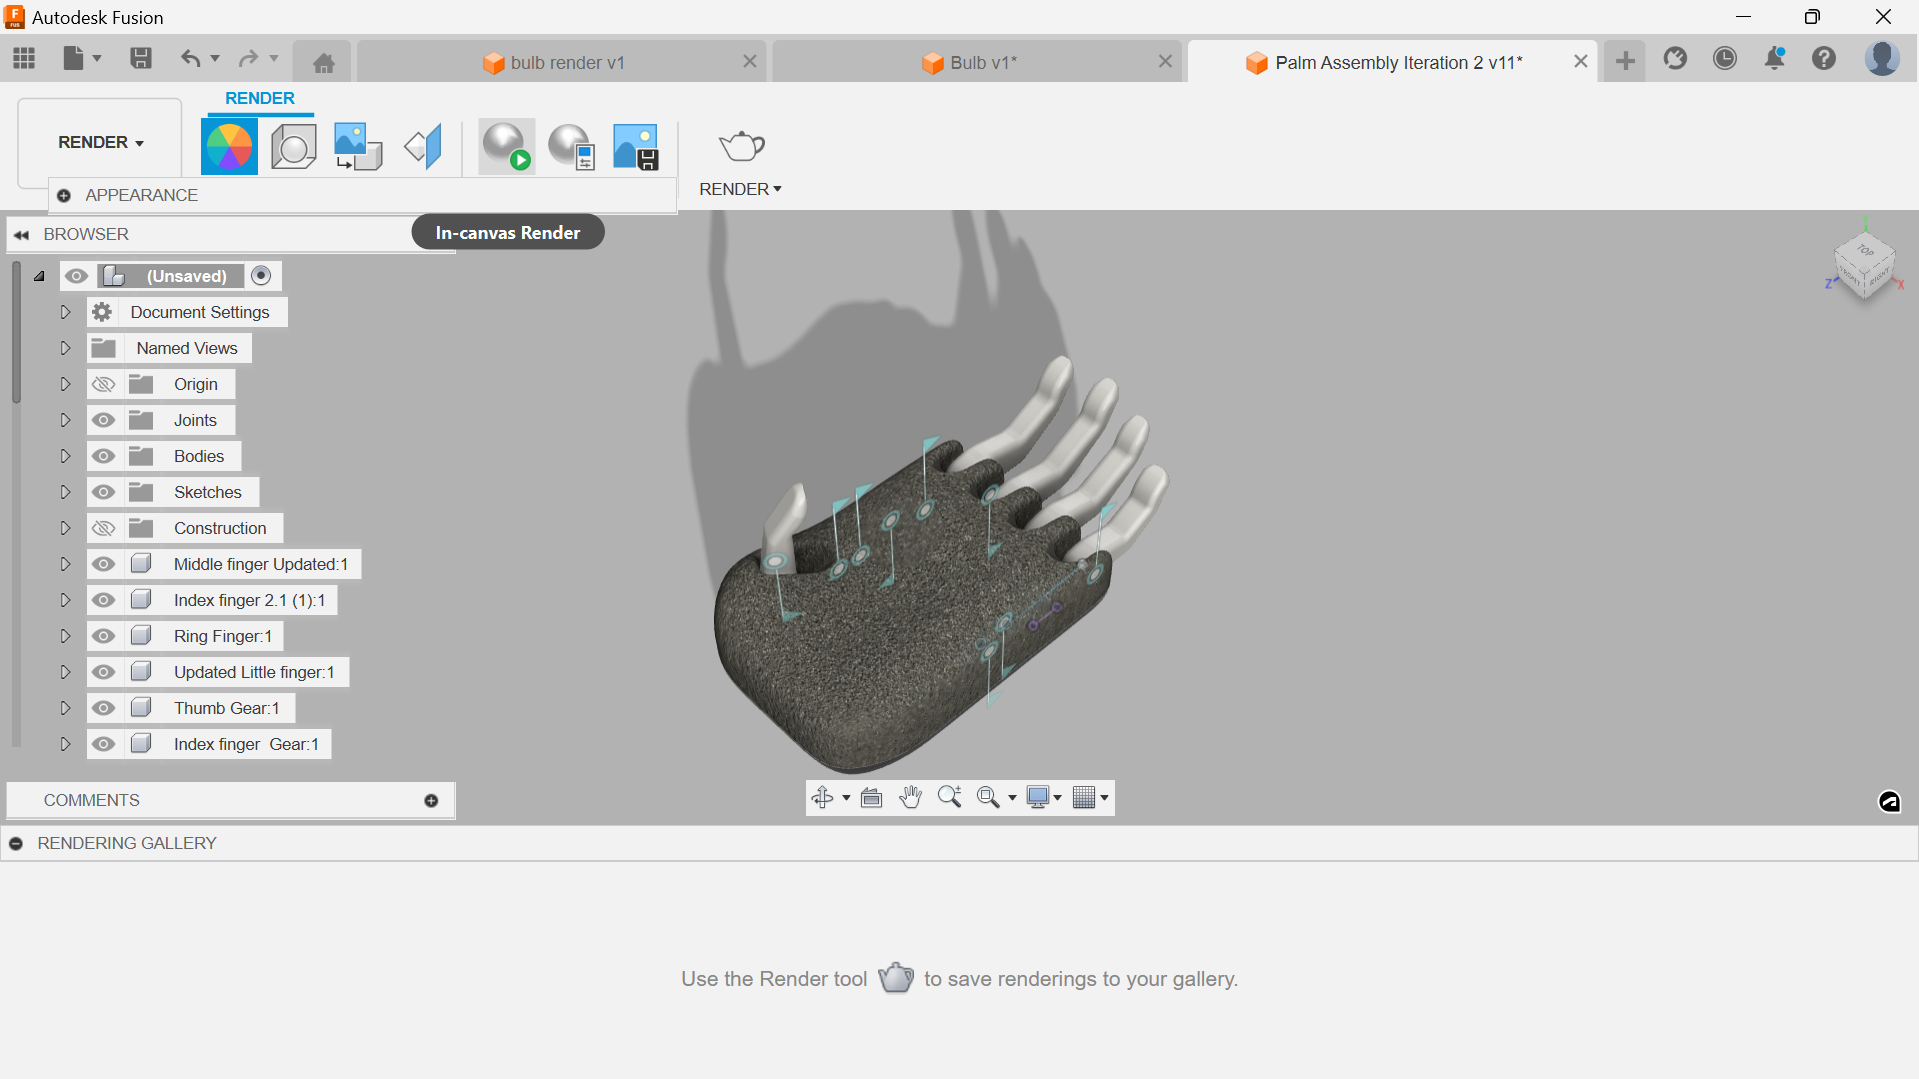 Autodesk Fusion
bulb render v1
Bulb v1*
Palm Assembly Iteration 2 v11*
RENDER
RENDER
RENDER
APPEARANCE
BROWSER
In-canvas Render
(Unsaved)
Document Settings
Named Views
Origin
Joints
Bodies
Sketches
Construction
Middle finger Updated:1
Index finger 2.1 (1):1
Ring Finger:1
Updated Little finger:1
Thumb Gear:1
Index finger Gear:1
TOP
FRONT
RIGHT
Z
X
COMMENTS
RENDERING GALLERY
Use the Render tool to save renderings to your gallery.